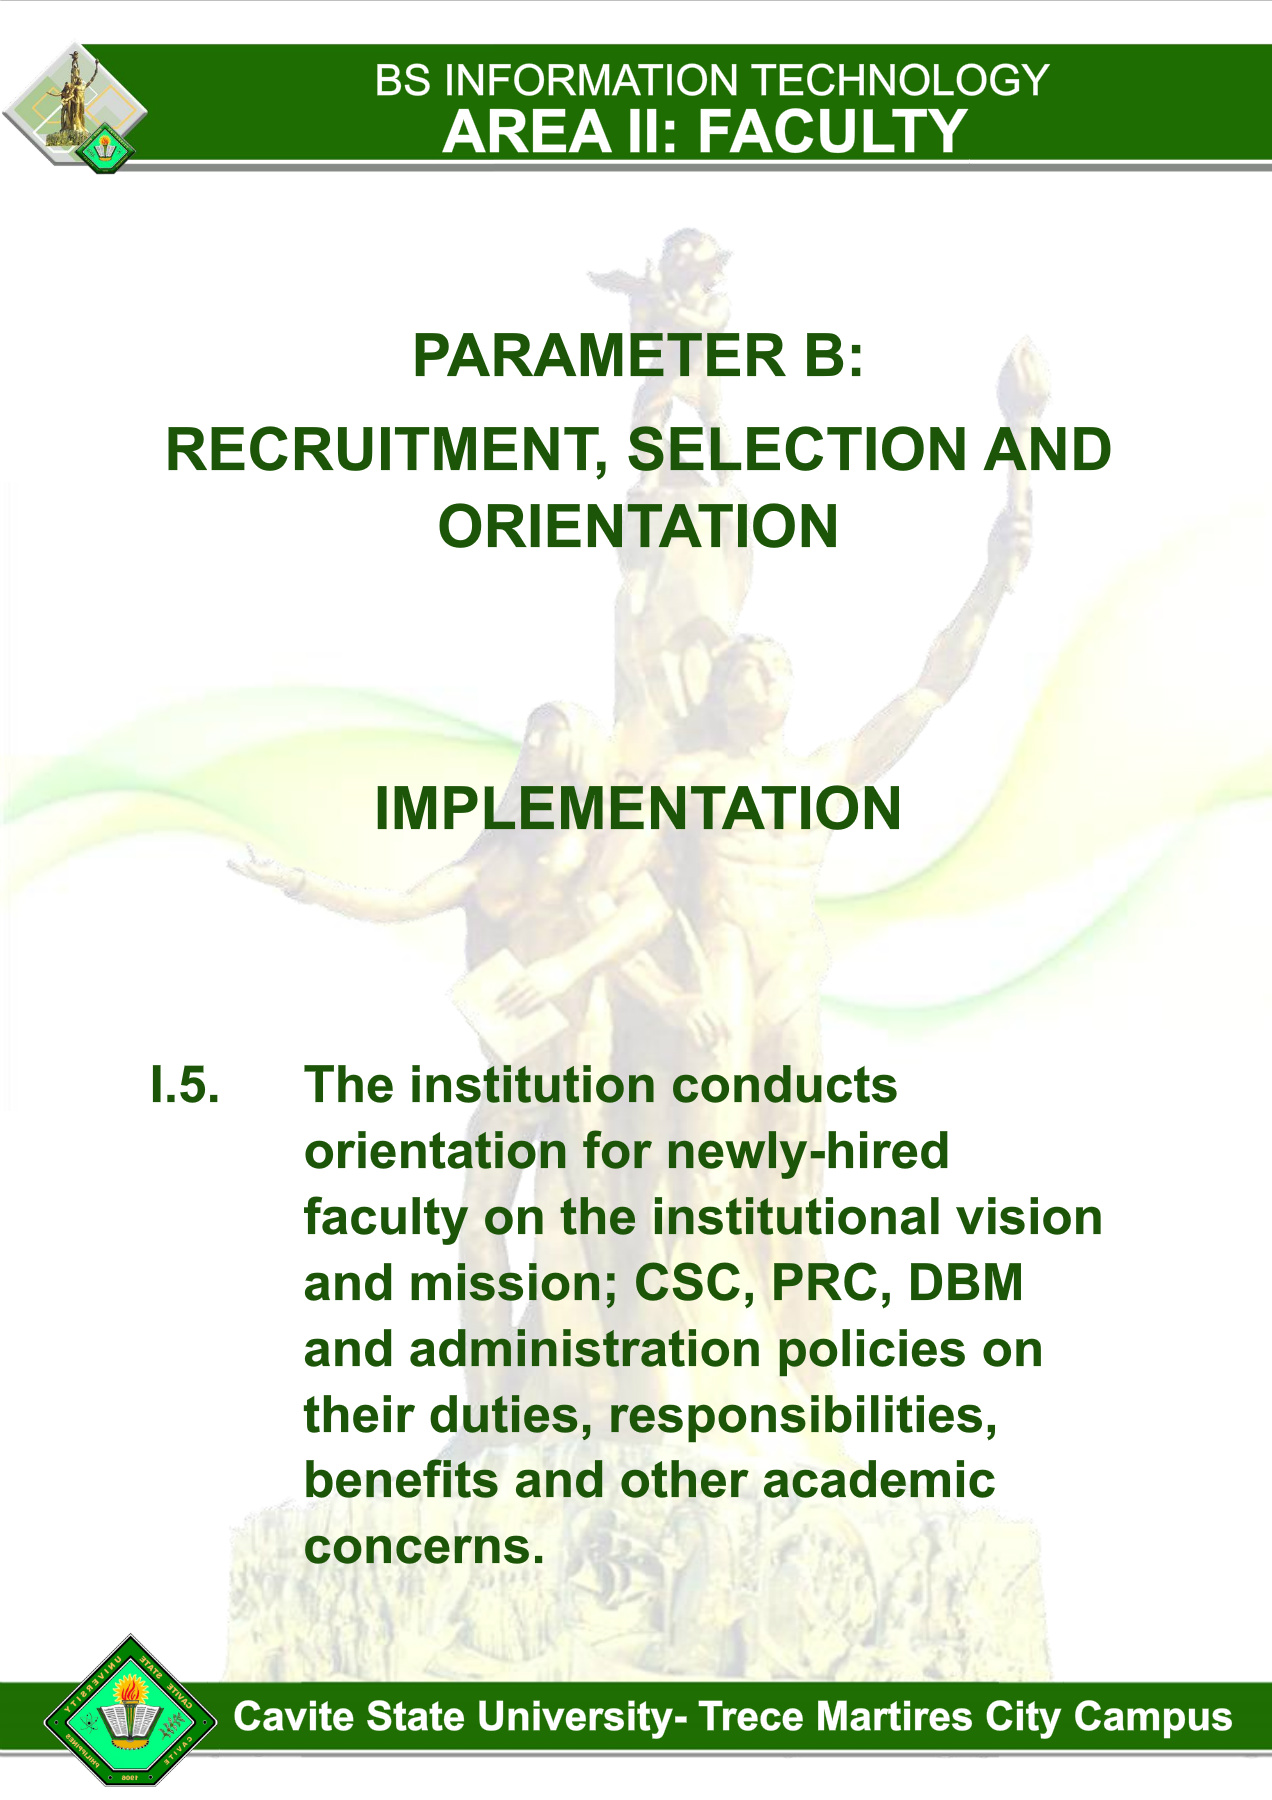 BS INFORMATION TECHNOLOGY
AREA II: FACULTY
PARAMETER B:
RECRUITMENT, SELECTION AND
ORIENTATION
IMPLEMENTATION
I.5. The institution conducts
orientation for newly-hired
faculty on the institutional vision
and mission; CSC, PRC, DBM
and administration policies on
their duties, responsibilities,
benefits and other academic
concerns.
CAVITE STATE UNIVERSITY
CAVITE
PHILIPPINES
1906
Cavite State University- Trece Martires City Campus